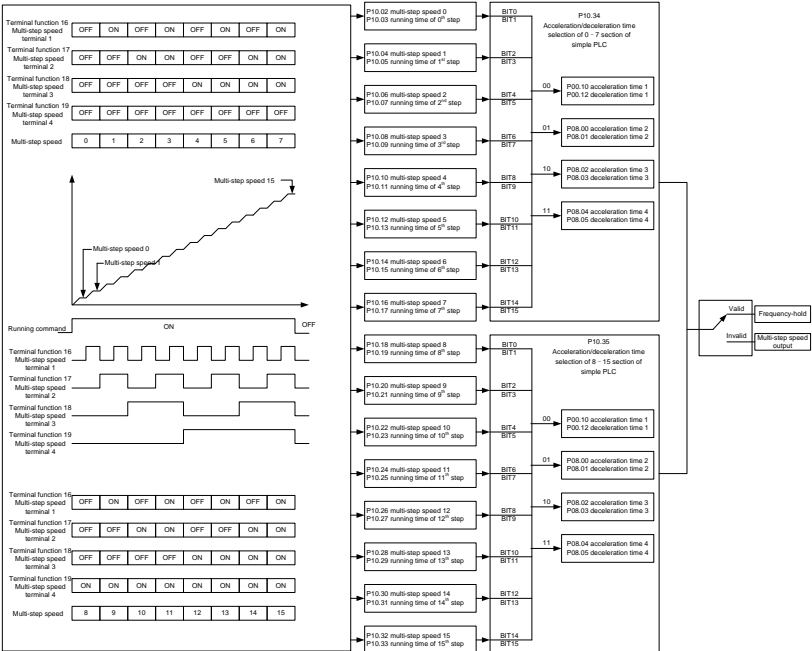 Terminal function 16
Multi-step speed
terminal 1
OFF ON OFF ON OFF ON OFF ON
Terminal function 17
Multi-step speed
terminal 2
OFF OFF ON ON OFF OFF ON ON
Terminal function 18
Multi-step speed
terminal 3
OFF OFF OFF OFF ON ON ON ON
Terminal function 19
Multi-step speed
terminal 4
OFF OFF OFF OFF OFF OFF OFF OFF
Multi-step speed
0 1 2 3 4 5 6 7
Multi-step speed 15
Multi-step speed 0
Multi-step speed 1
Running command
ON
OFF
Terminal function 16
Multi-step speed
terminal 1
Terminal function 17
Multi-step speed
terminal 2
Terminal function 18
Multi-step speed
terminal 3
Terminal function 19
Multi-step speed
terminal 4
Terminal function 16
Multi-step speed
terminal 1
OFF ON OFF ON OFF ON OFF ON
Terminal function 17
Multi-step speed
terminal 2
OFF OFF ON ON OFF OFF ON ON
Terminal function 18
Multi-step speed
terminal 3
OFF OFF OFF OFF ON ON ON ON
Terminal function 19
Multi-step speed
terminal 4
ON ON ON ON ON ON ON ON
Multi-step speed
8 9 10 11 12 13 14 15
P10.02 multi-step speed 0
P10.03 running time of 0th step
BIT0
BIT1
P10.04 multi-step speed 1
P10.05 running time of 1st step
BIT2
BIT3
P10.06 multi-step speed 2
P10.07 running time of 2nd step
BIT4
BIT5
P10.08 multi-step speed 3
P10.09 running time of 3rd step
BIT6
BIT7
P10.10 multi-step speed 4
P10.11 running time of 4th step
BIT8
BIT9
P10.12 multi-step speed 5
P10.13 running time of 5th step
BIT10
BIT11
P10.14 multi-step speed 6
P10.15 running time of 6th step
BIT12
BIT13
P10.16 multi-step speed 7
P10.17 running time of 7th step
BIT14
BIT15
P10.18 multi-step speed 8
P10.19 running time of 8th step
BIT0
BIT1
P10.20 multi-step speed 9
P10.21 running time of 9th step
BIT2
BIT3
P10.22 multi-step speed 10
P10.23 running time of 10th step
BIT4
BIT5
P10.24 multi-step speed 11
P10.25 running time of 11th step
BIT6
BIT7
P10.26 multi-step speed 12
P10.27 running time of 12th step
BIT8
BIT9
P10.28 multi-step speed 13
P10.29 running time of 13th step
BIT10
BIT11
P10.30 multi-step speed 14
P10.31 running time of 14th step
BIT12
BIT13
P10.32 multi-step speed 15
P10.33 running time of 15th step
BIT14
BIT15
P10.34
Acceleration/deceleration time
selection of 0 - 7 section of
simple PLC
00
P00.10 acceleration time 1
P00.12 deceleration time 1
01
P08.00 acceleration time 2
P08.01 deceleration time 2
10
P08.02 acceleration time 3
P08.03 deceleration time 3
11
P08.04 acceleration time 4
P08.05 deceleration time 4
P10.35
Acceleration/deceleration time
selection of 8 - 15 section of
simple PLC
00
P00.10 acceleration time 1
P00.12 deceleration time 1
01
P08.00 acceleration time 2
P08.01 deceleration time 2
10
P08.02 acceleration time 3
P08.03 deceleration time 3
11
P08.04 acceleration time 4
P08.05 deceleration time 4
Valid
Frequency-hold
Invalid
Multi-step speed
output